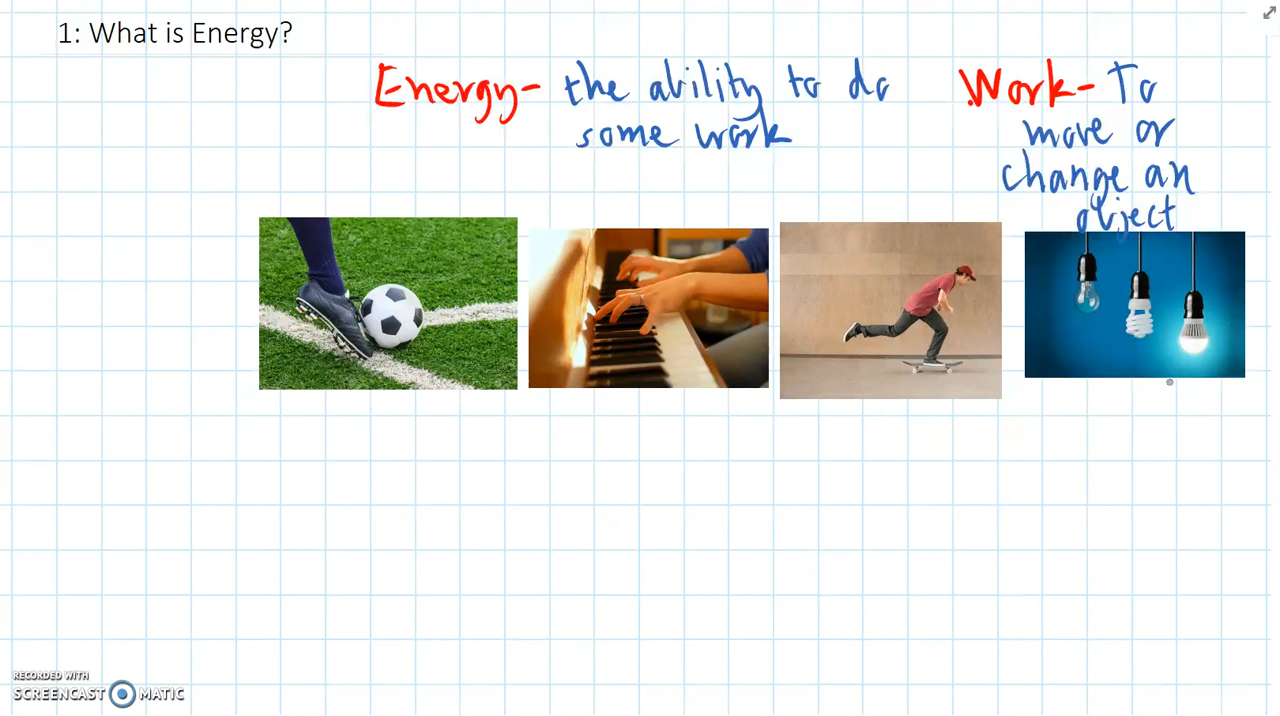 1: What is Energy?
Energy- the ability to do
some work
Work- To
move or
change an
object
RECORDED WITH
SCREENCAST MATIC